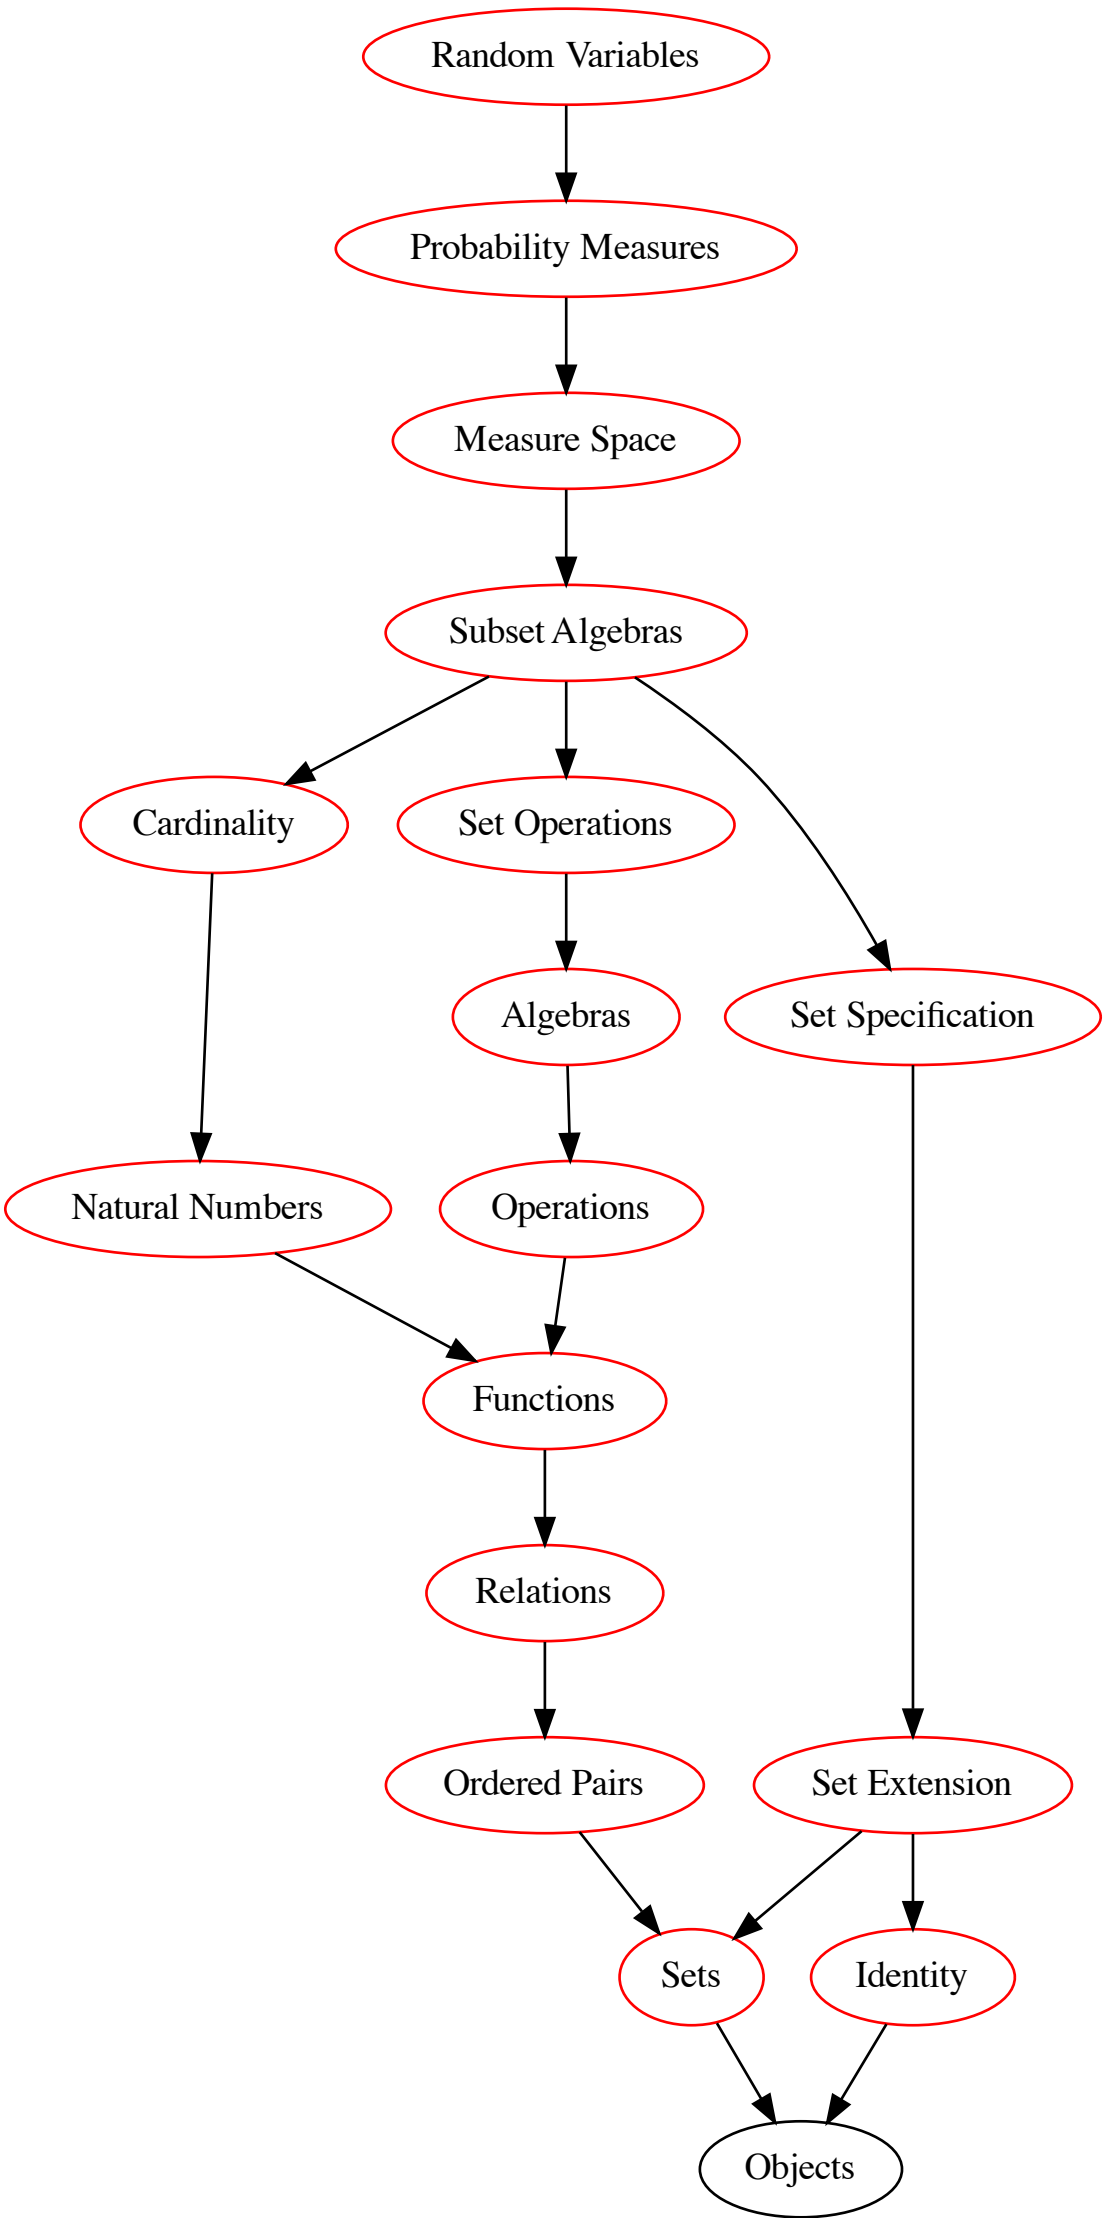 Random Variables
Probability Measures
Measure Space
Subset Algebras
Cardinality
Set Operations
Algebras
Set Specification
Natural Numbers
Operations
Functions
Relations
Ordered Pairs
Set Extension
Sets
Identity
Objects